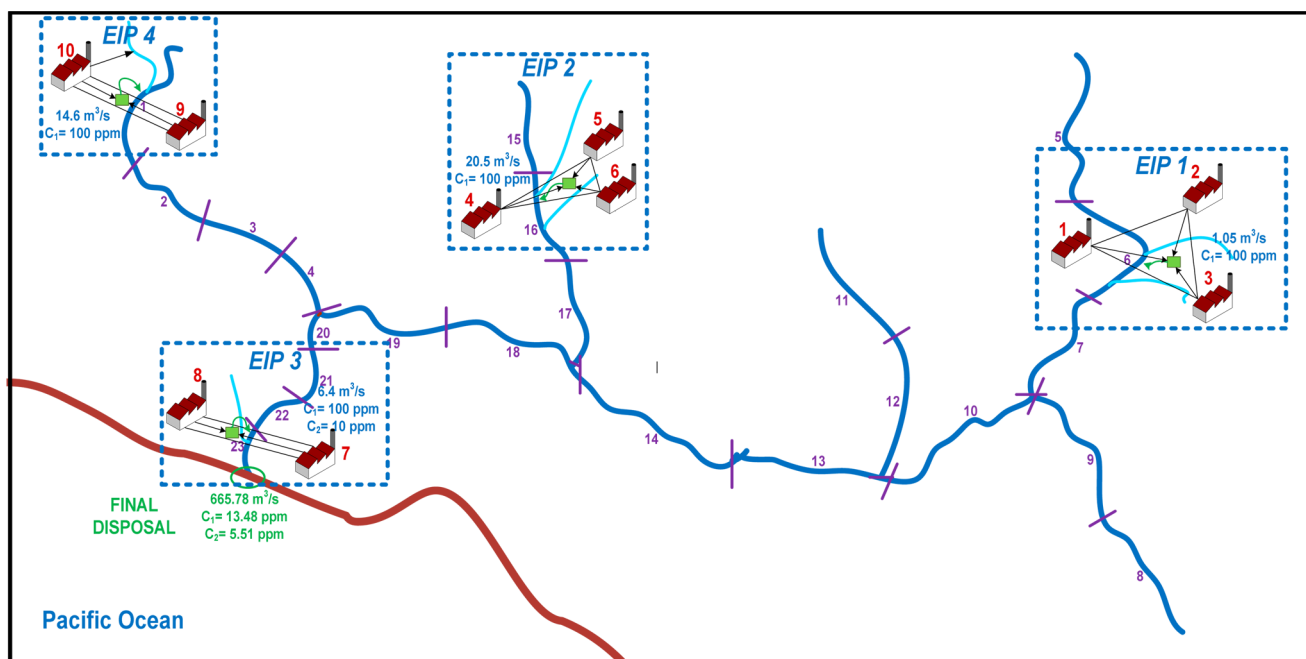 EIP 4
10
1
9
14.6 m³/s
C₁= 100 ppm
2
3
4
EIP 2
15
5
20.5 m³/s
C₁= 100 ppm
6
4
16
17
5
EIP 1
2
1
1.05 m³/s
C₁= 100 ppm
6
3
7
11
12
20
19
18
EIP 3
8
21
6.4 m³/s
C₁= 100 ppm
C₂= 10 ppm
22
23
7
14
13
10
9
8
665.78 m³/s
C₁= 13.48 ppm
C₂= 5.51 ppm
FINAL
DISPOSAL
Pacific Ocean